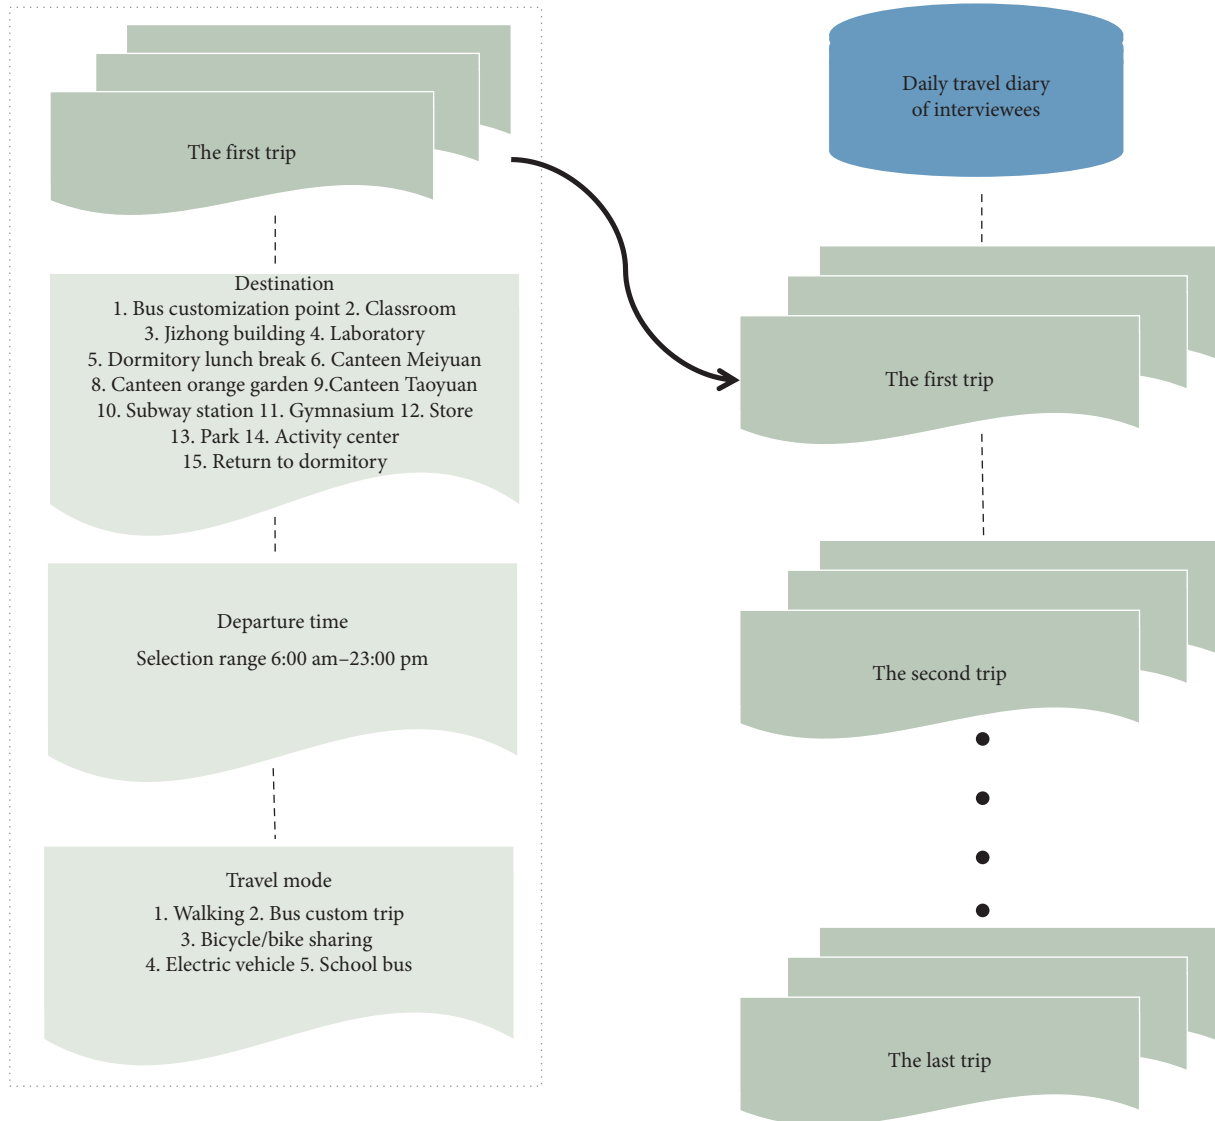 The first trip
Destination
1. Bus customization point 2. Classroom
3. Jizhong building 4. Laboratory
5. Dormitory lunch break 6. Canteen Meiyuan
8. Canteen orange garden 9.Canteen Taoyuan
10. Subway station 11. Gymnasium 12. Store
13. Park 14. Activity center
15. Return to dormitory
Departure time
Selection range 6:00 am–23:00 pm
Travel mode
1. Walking 2. Bus custom trip
3. Bicycle/bike sharing
4. Electric vehicle 5. School bus
Daily travel diary
of interviewees
The first trip
The second trip
The last trip